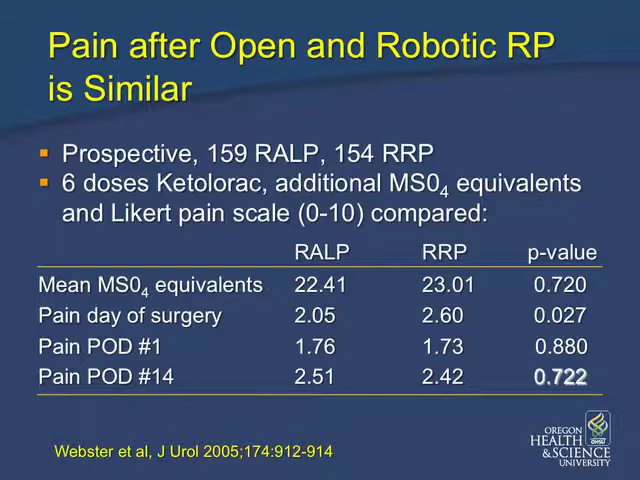 Pain after Open and Robotic RP
is Similar
Prospective, 159 RALP, 154 RRP
6 doses Ketolorac, additional MS0₄ equivalents
and Likert pain scale (0-10) compared:
RALP RRP p-value
Mean MS0₄ equivalents 22.41 23.01 0.720
Pain day of surgery 2.05 2.60 0.027
Pain POD #1 1.76 1.73 0.880
Pain POD #14 2.51 2.42 0.722
Webster et al, J Urol 2005;174:912-914
OREGON
HEALTH
&SCIENCE
UNIVERSITY
OHSU